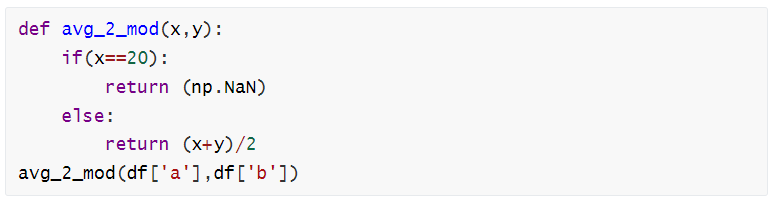 def avg_2_mod(x,y):
    if(x==20):
        return (np.NaN)
    else:
        return (x+y)/2
avg_2_mod(df['a'],df['b'])